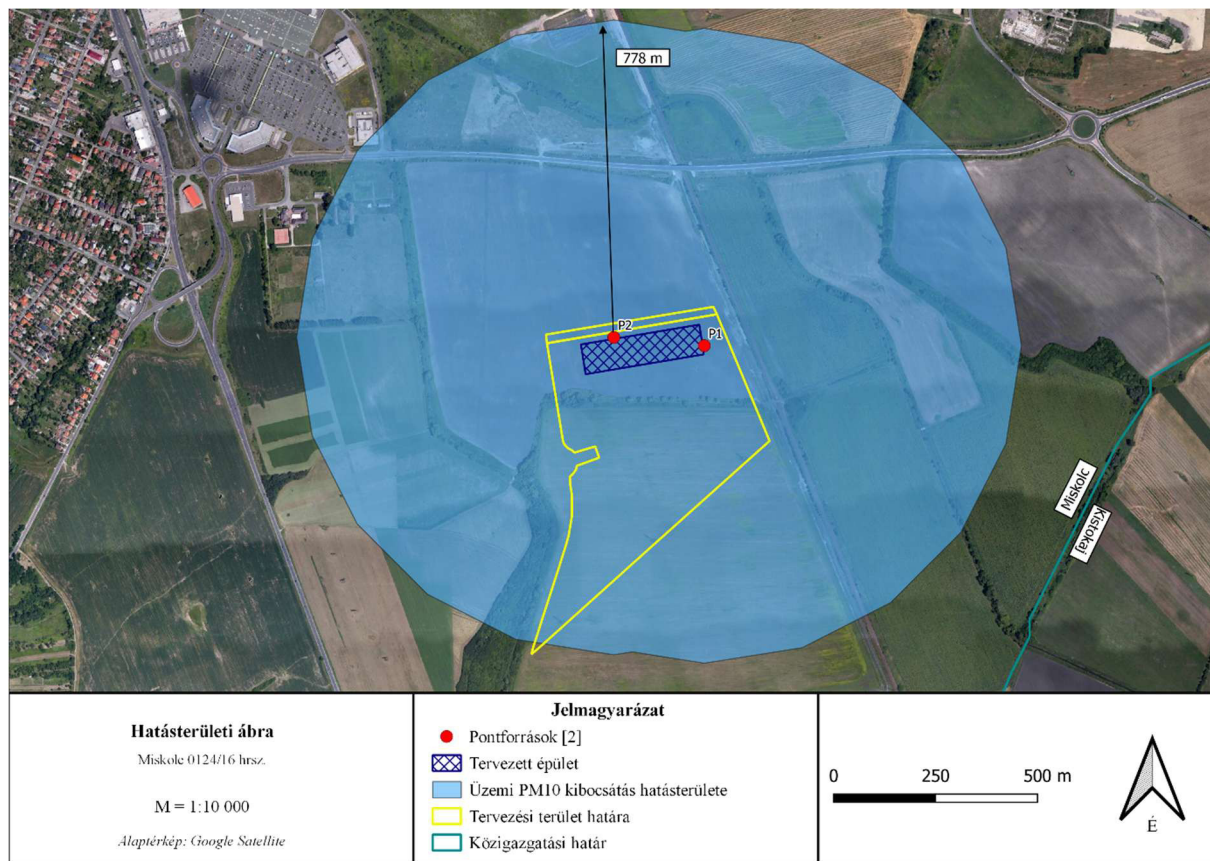 778 m
P2
P1
Miskolc
Kistokaj
Hatásterületi ábra
Miskolc 0124/16 hrsz.
M = 1:10 000
Alaptérkép: Google Satellite
Jelmagyarázat
Pontforrások [2]
Tervezett épület
Üzemi PM10 kibocsátás hatásterülete
Tervezési terület határa
Közigazgatási határ
0 250 500 m
É